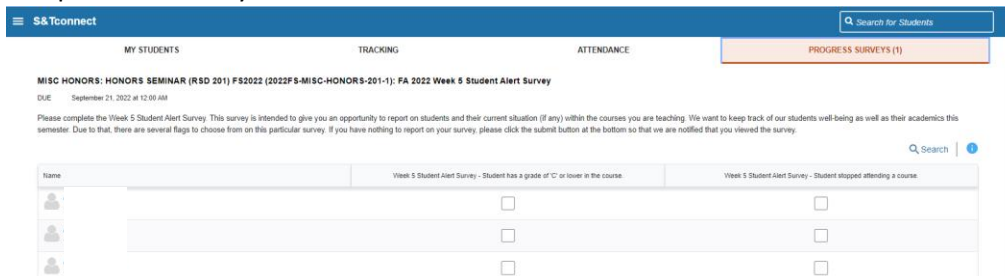 S&Tconnect
Search for Students
MY STUDENTS
TRACKING
ATTENDANCE
PROGRESS SURVEYS (1)
MISC HONORS: HONORS SEMINAR (RSD 201) FS2022 (2022FS-MISC-HONORS-201-1): FA 2022 Week 5 Student Alert Survey
DUE September 21, 2022 at 12:00 AM
Please complete the Week 5 Student Alert Survey. This survey is intended to give you an opportunity to report on students and their current situation (if any) within the courses you are teaching. We want to keep track of our students well-being as well as their academics this
semester. Due to that, there are several flags to choose from on this particular survey. If you have nothing to report on your survey, please click the submit button at the bottom so that we are notified that you viewed the survey.
Search
Name
Week 5 Student Alert Survey - Student has a grade of 'C' or lower in the course.
Week 5 Student Alert Survey - Student stopped attending a course.